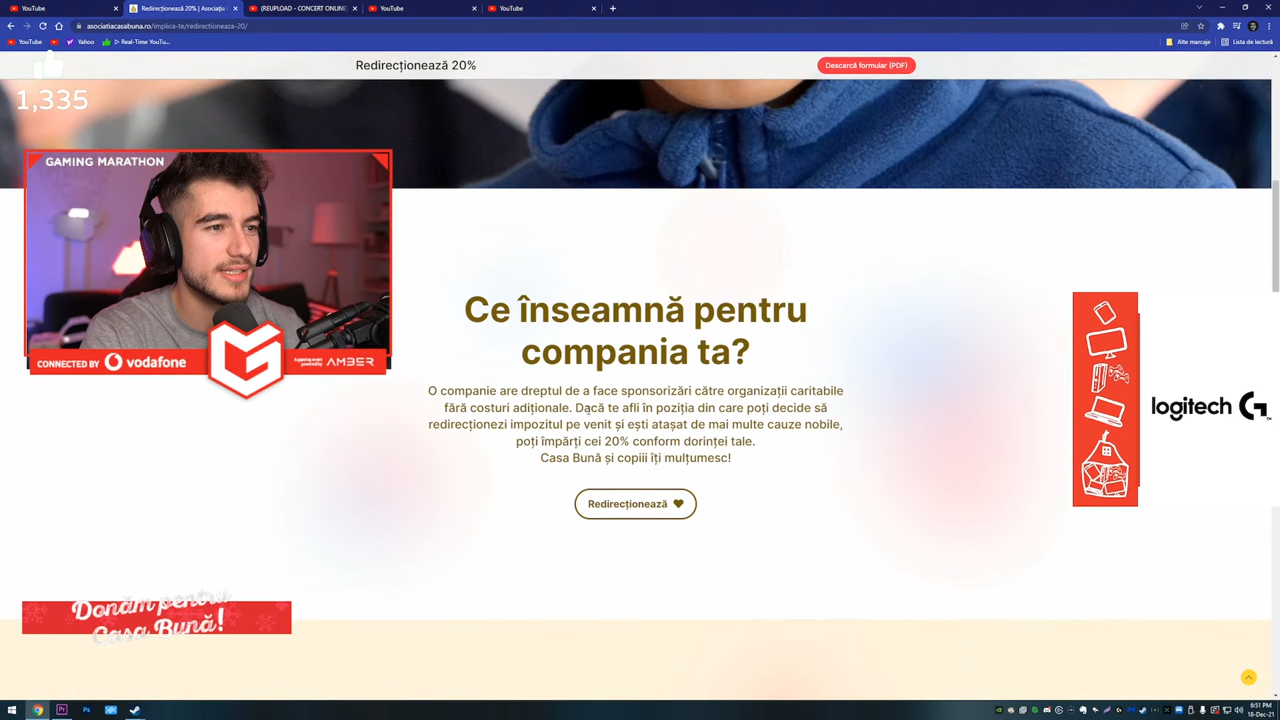 YouTube
Redirecționează 20% | Asociația
(REUPLOAD - CONCERT ONLINE)
YouTube
YouTube
asociatiacasabuna.ro/implica-te/redirectioneaza-20/
YouTube
Yahoo
Real-Time YouTu...
Alte marcaje
Lista de lectură
Redirecționează 20%
Descarcă formular (PDF)
1,335
GAMING MARATHON
CONNECTED BY vodafone
A gaming event powered by AMBER
Ce înseamnă pentru
compania ta?
O companie are dreptul de a face sponsorizări către organizații caritabile
fără costuri adiționale. Dacă te afli în poziția din care poți decide să
redirecționezi impozitul pe venit și ești atașat de mai multe cauze nobile,
poți împărți cei 20% conform dorinței tale.
Casa Bună și copiii îți mulțumesc!
Redirecționează
logitech G
Donăm pentru
Casa Bună!
6:51 PM
18-Dec-21